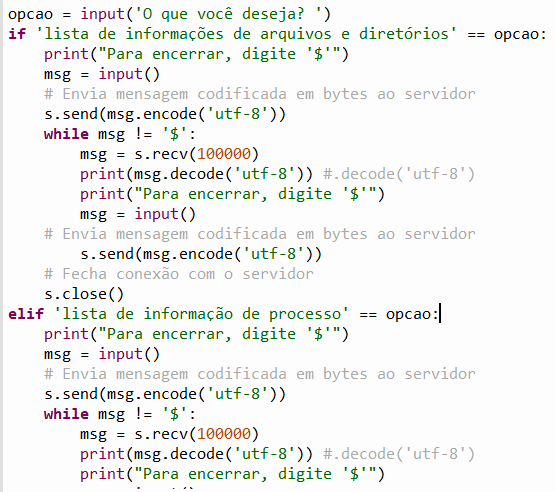 opcao = input('O que você deseja? ')
if 'lista de informações de arquivos e diretórios' == opcao:
    print("Para encerrar, digite '$'")
    msg = input()
    # Envia mensagem codificada em bytes ao servidor
    s.send(msg.encode('utf-8'))
    while msg != '$':
        msg = s.recv(100000)
        print(msg.decode('utf-8')) #.decode('utf-8')
        print("Para encerrar, digite '$'")
        msg = input()
    # Envia mensagem codificada em bytes ao servidor
        s.send(msg.encode('utf-8'))
    # Fecha conexão com o servidor
    s.close()
elif 'lista de informação de processo' == opcao:
    print("Para encerrar, digite '$'")
    msg = input()
    # Envia mensagem codificada em bytes ao servidor
    s.send(msg.encode('utf-8'))
    while msg != '$':
        msg = s.recv(100000)
        print(msg.decode('utf-8')) #.decode('utf-8')
        print("Para encerrar, digite '$'")